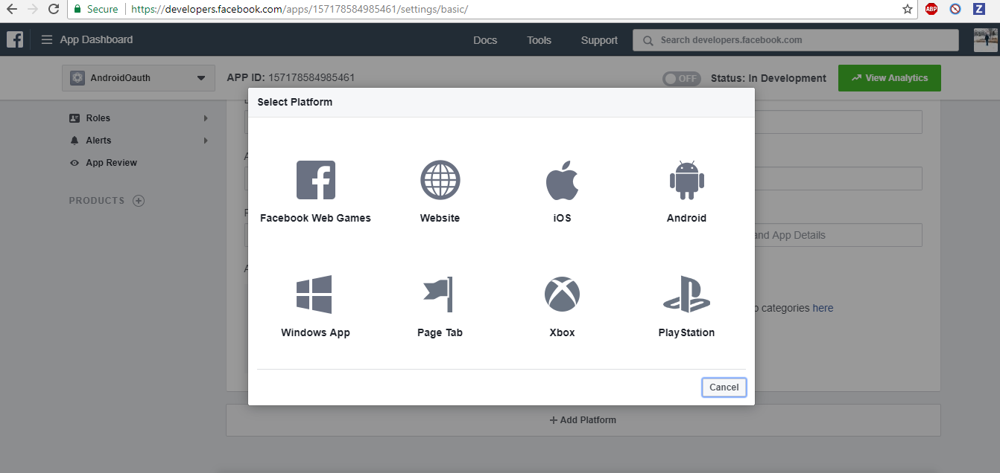 Secure https://developers.facebook.com/apps/157178584985461/settings/basic/
ABP
Z
App Dashboard Docs Tools Support Search developers.facebook.com
AndroidOauth APP ID: 157178584985461 OFF Status: In Development View Analytics
Select Platform
Roles
Alerts
App Review
PRODUCTS
Facebook Web Games Website iOS Android
and App Details
Windows App Page Tab Xbox PlayStation
categories here
Cancel
+ Add Platform